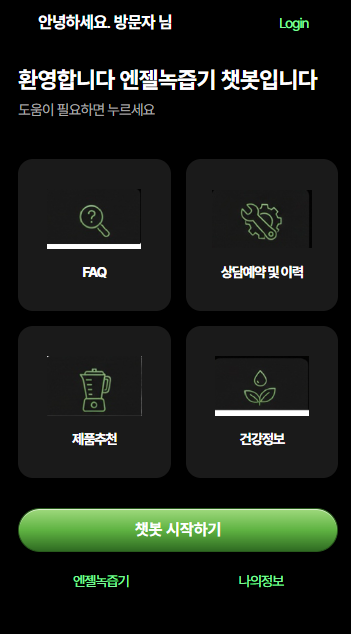 안녕하세요. 방문자 님
Login
환영합니다 엔젤녹즙기 챗봇입니다
도움이 필요하면 누르세요
?
FAQ
상담예약 및 이력
제품추천
건강정보
챗봇 시작하기
엔젤녹즙기
나의정보